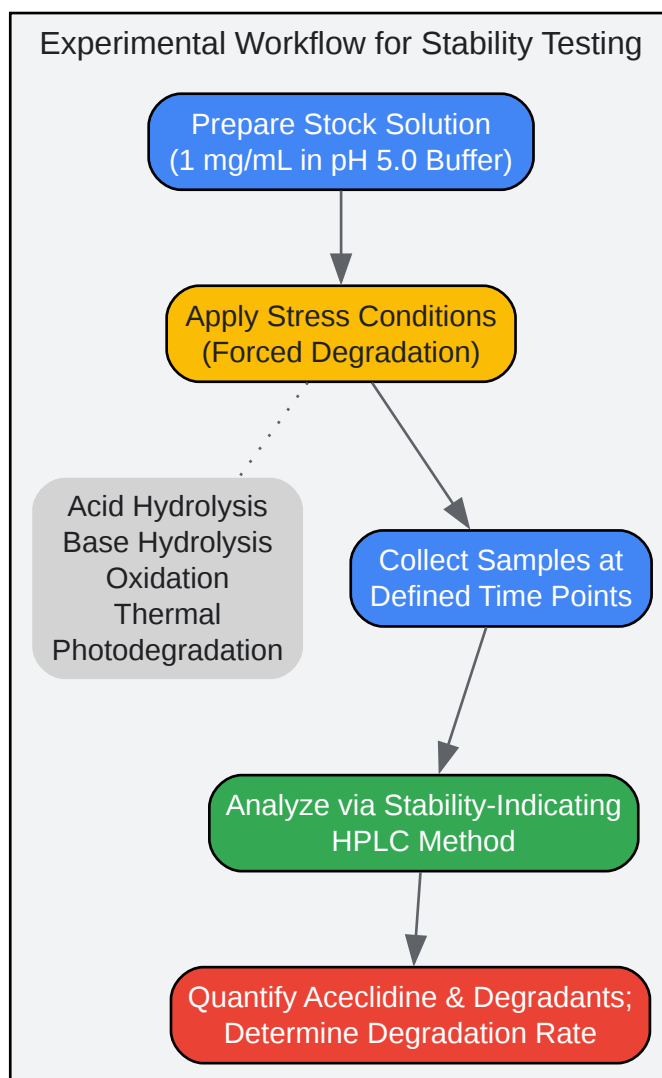 Experimental Workflow for Stability Testing
Prepare Stock Solution
(1 mg/mL in pH 5.0 Buffer)
Apply Stress Conditions
(Forced Degradation)
Acid Hydrolysis
Base Hydrolysis
Oxidation
Thermal
Photodegradation
Collect Samples at
Defined Time Points
Analyze via Stability-Indicating
HPLC Method
Quantify Aceclidine & Degradants;
Determine Degradation Rate